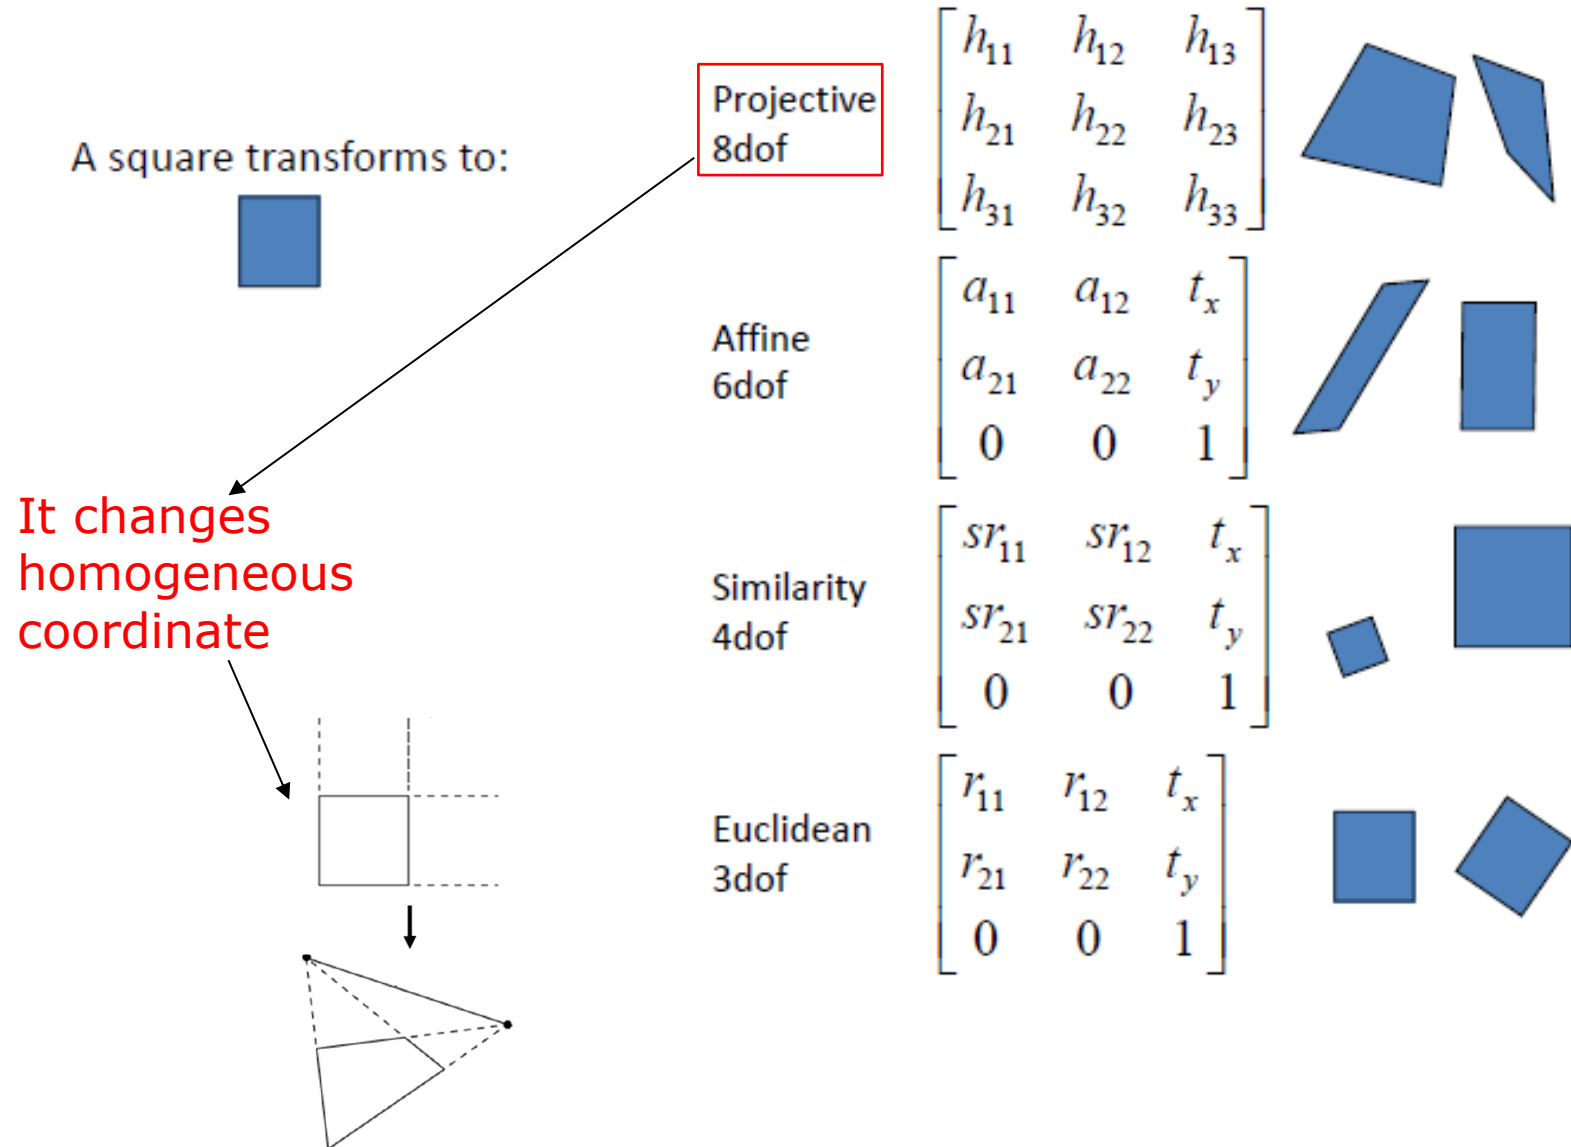 A square transforms to:
It changes
homogeneous
coordinate
Projective
8dof
h11 h12 h13
h21 h22 h23
h31 h32 h33
Affine
6dof
a11 a12 tx
a21 a22 ty
0 0 1
Similarity
4dof
sr11 sr12 tx
sr21 sr22 ty
0 0 1
Euclidean
3dof
r11 r12 tx
r21 r22 ty
0 0 1